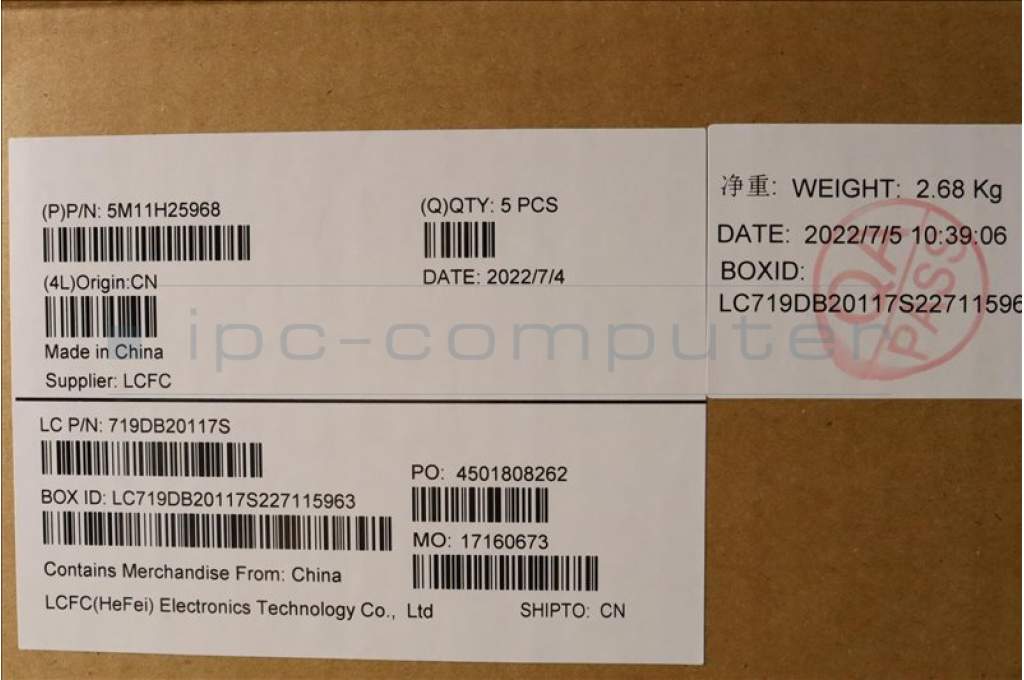 (P)P/N: 5M11H25968
(Q)QTY: 5 PCS
(4L)Origin:CN
DATE: 2022/7/4
Made in China
Supplier: LCFC
LC P/N: 719DB20117S
PO: 4501808262
BOX ID: LC719DB20117S227115963
MO: 17160673
Contains Merchandise From: China
LCFC(HeFei) Electronics Technology Co., Ltd
SHIPTO: CN
净重: WEIGHT: 2.68 Kg
DATE: 2022/7/5 10:39:06
BOXID:
LC719DB20117S22711596
QA
PASS
ipc-computer